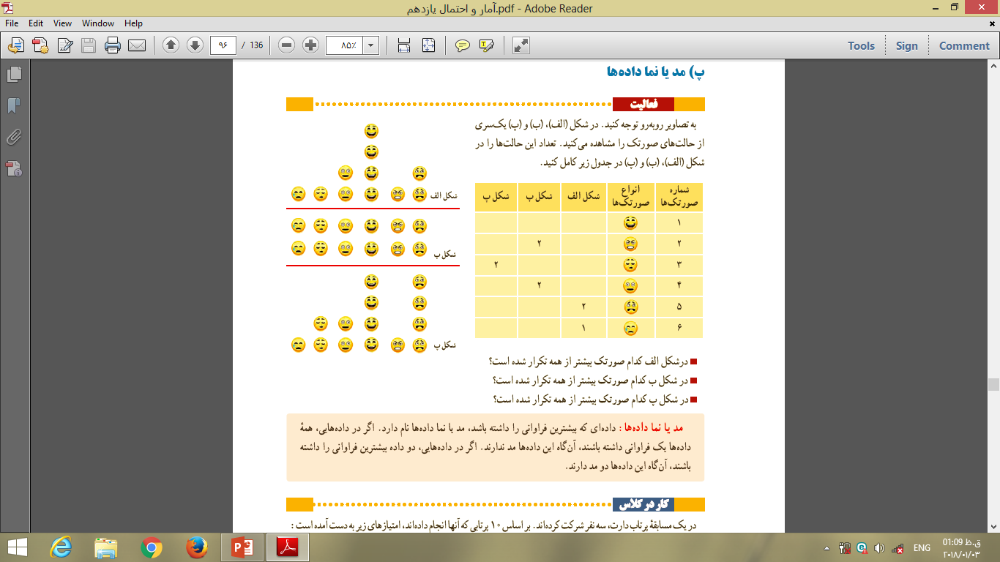 آمار و احتمال یازدهم.pdf - Adobe Reader
File Edit View Window Help
۹۶ / 136 ۸۵٪ Tools Sign Comment
پ) مد یا نما داده‌ها
فعالیت
به تصاویر روبه‌رو توجه کنید. در شکل (الف)، (ب) و (پ) یک‌سری
از حالت‌های صورتک را مشاهده می‌کنید. تعداد این حالت‌ها را در
شکل (الف)، (ب) و (پ) در جدول زیر کامل کنید.
شماره صورتک‌ها انواع صورتک‌ها شکل الف شکل ب شکل پ
۱
۲ ۲
۳ ۲
۴ ۲
۵ ۲
۶ ۱
شکل الف
شکل ب
شکل پ
درشکل الف کدام صورتک بیشتر از همه تکرار شده است؟
در شکل ب کدام صورتک بیشتر از همه تکرار شده است؟
در شکل پ کدام صورتک بیشتر از همه تکرار شده است؟
مد یا نما داده‌ها : داده‌ای که بیشترین فراوانی را داشته باشد، مد یا نما داده‌ها نام دارد. اگر در داده‌هایی، همۀ
داده‌ها یک فراوانی داشته باشند، آن‌گاه این داده‌ها مد ندارند. اگر در داده‌هایی، دو داده بیشترین فراوانی را داشته
باشند، آن‌گاه این داده‌ها دو مد دارند.
کار در کلاس
در یک مسابقۀ پرتاب دارت، سه نفر شرکت کرده‌اند. بر اساس ۱۰ پرتابی که آنها انجام داده‌اند، امتیازهای زیر به دست آمده است :
ENG 01:09 ق.ظ
۲۰۱۸/۰۱/۰۳